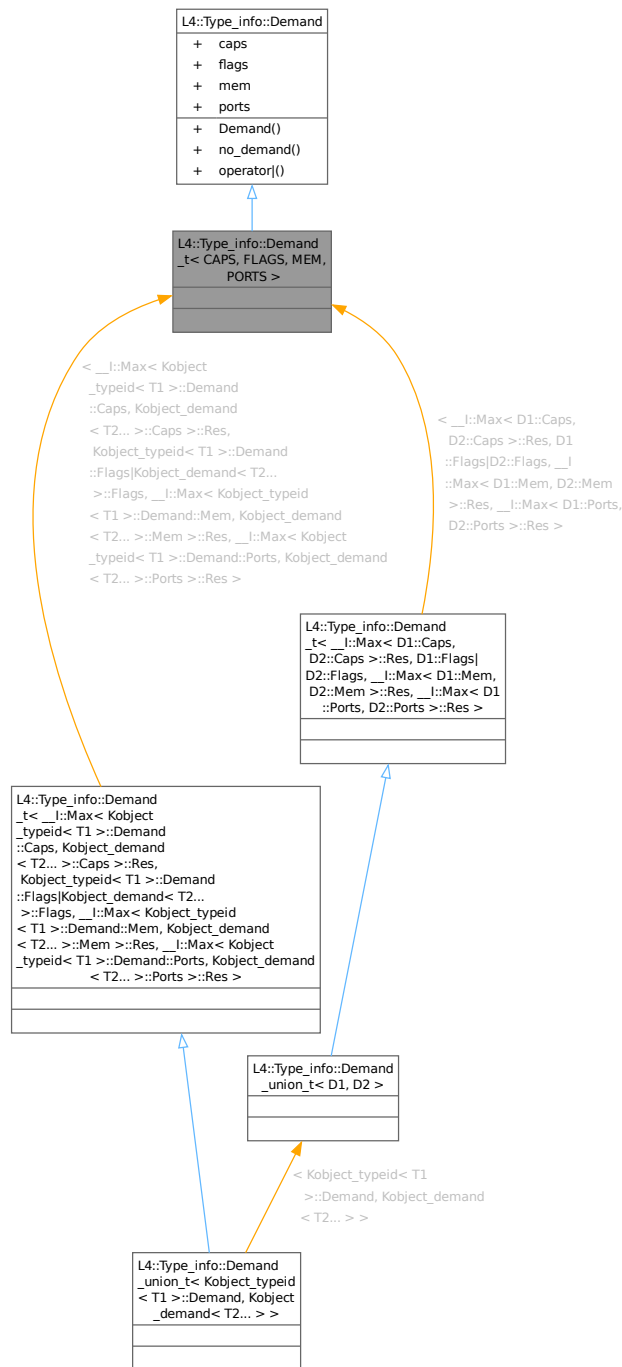 L4::Type_info::Demand
+ caps
+ flags
+ mem
+ ports
+ Demand()
+ no_demand()
+ operator|()
L4::Type_info::Demand
_t< CAPS, FLAGS, MEM,
PORTS >
< __I::Max< Kobject
_typeid< T1 >::Demand
::Caps, Kobject_demand
< T2... >::Caps >::Res,
Kobject_typeid< T1 >::Demand
::Flags|Kobject_demand< T2...
>::Flags, __I::Max< Kobject_typeid
< T1 >::Demand::Mem, Kobject_demand
< T2... >::Mem >::Res, __I::Max< Kobject
_typeid< T1 >::Demand::Ports, Kobject_demand
< T2... >::Ports >::Res >
< __I::Max< D1::Caps,
D2::Caps >::Res, D1
::Flags|D2::Flags, __I
::Max< D1::Mem, D2::Mem
>::Res, __I::Max< D1::Ports,
D2::Ports >::Res >
L4::Type_info::Demand
_t< __I::Max< D1::Caps,
D2::Caps >::Res, D1::Flags|
D2::Flags, __I::Max< D1::Mem,
D2::Mem >::Res, __I::Max< D1
::Ports, D2::Ports >::Res >
L4::Type_info::Demand
_t< __I::Max< Kobject
_typeid< T1 >::Demand
::Caps, Kobject_demand
< T2... >::Caps >::Res,
Kobject_typeid< T1 >::Demand
::Flags|Kobject_demand< T2...
>::Flags, __I::Max< Kobject_typeid
< T1 >::Demand::Mem, Kobject_demand
< T2... >::Mem >::Res, __I::Max< Kobject
_typeid< T1 >::Demand::Ports, Kobject_demand
< T2... >::Ports >::Res >
L4::Type_info::Demand
_union_t< D1, D2 >
< Kobject_typeid< T1
>::Demand, Kobject_demand
< T2... > >
L4::Type_info::Demand
_union_t< Kobject_typeid
< T1 >::Demand, Kobject
_demand< T2... > >